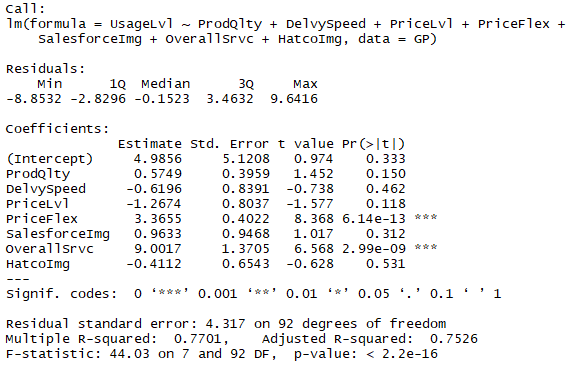 Call:
lm(formula = UsageLvl ~ ProdQlty + DelvySpeed + PriceLvl + PriceFlex +
    SalesforceImg + OverallSrvc + HatcoImg, data = GP)
Residuals:
    Min      1Q  Median      3Q     Max
-8.8532 -2.8296 -0.1523  3.4632  9.6416
Coefficients:
              Estimate Std. Error t value Pr(>|t|)
(Intercept)     4.9856     5.1208   0.974    0.333
ProdQlty        0.5749     0.3959   1.452    0.150
DelvySpeed     -0.6196     0.8391  -0.738    0.462
PriceLvl       -1.2674     0.8037  -1.577    0.118
PriceFlex       3.3655     0.4022   8.368 6.14e-13 ***
SalesforceImg   0.9633     0.9468   1.017    0.312
OverallSrvc     9.0017     1.3705   6.568 2.99e-09 ***
HatcoImg       -0.4112     0.6543  -0.628    0.531
---
Signif. codes:  0 ‘***’ 0.001 ‘**’ 0.01 ‘*’ 0.05 ‘.’ 0.1 ‘ ’ 1
Residual standard error: 4.317 on 92 degrees of freedom
Multiple R-squared:  0.7701,    Adjusted R-squared:  0.7526
F-statistic: 44.03 on 7 and 92 DF,  p-value: < 2.2e-16